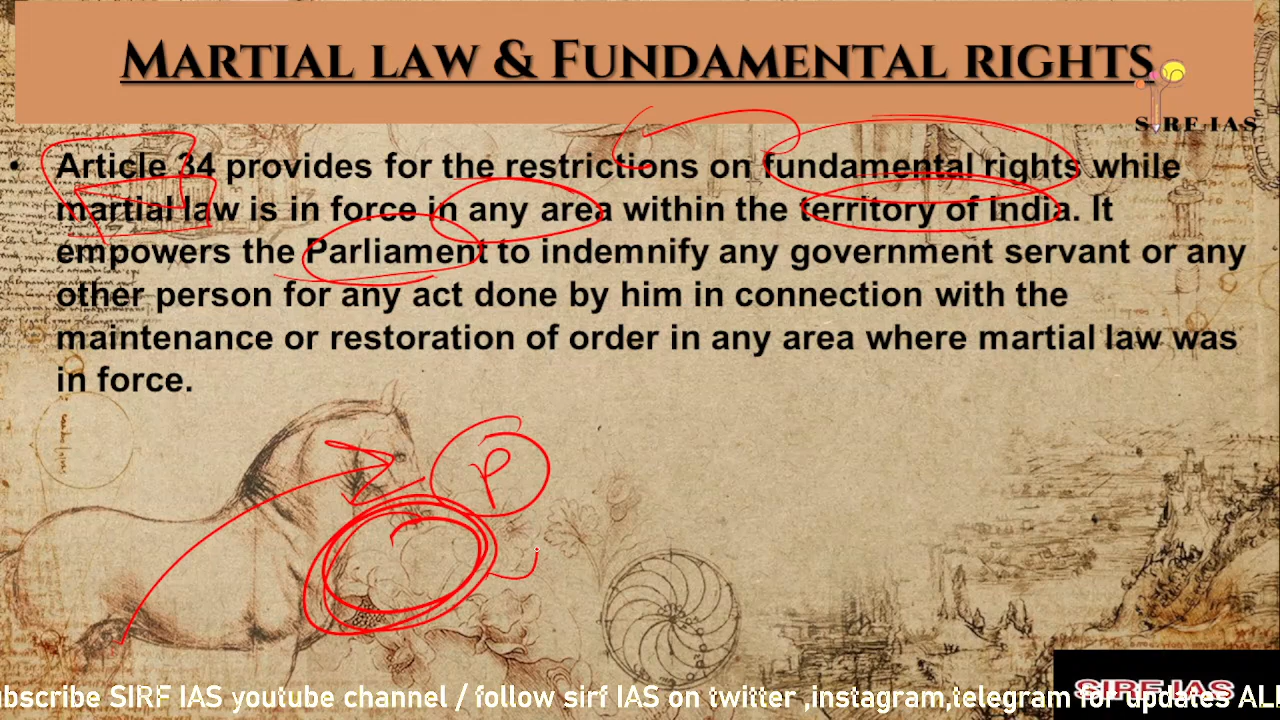 MARTIAL LAW & FUNDAMENTAL RIGHTS
SIRF IAS
• Article 34 provides for the restrictions on fundamental rights while
martial law is in force in any area within the territory of India. It
empowers the Parliament to indemnify any government servant or any
other person for any act done by him in connection with the
maintenance or restoration of order in any area where martial law was
in force.
P
SIRF IAS
ubscribe SIRF IAS youtube channel / follow sirf IAS on twitter ,instagram,telegram for updates ALL